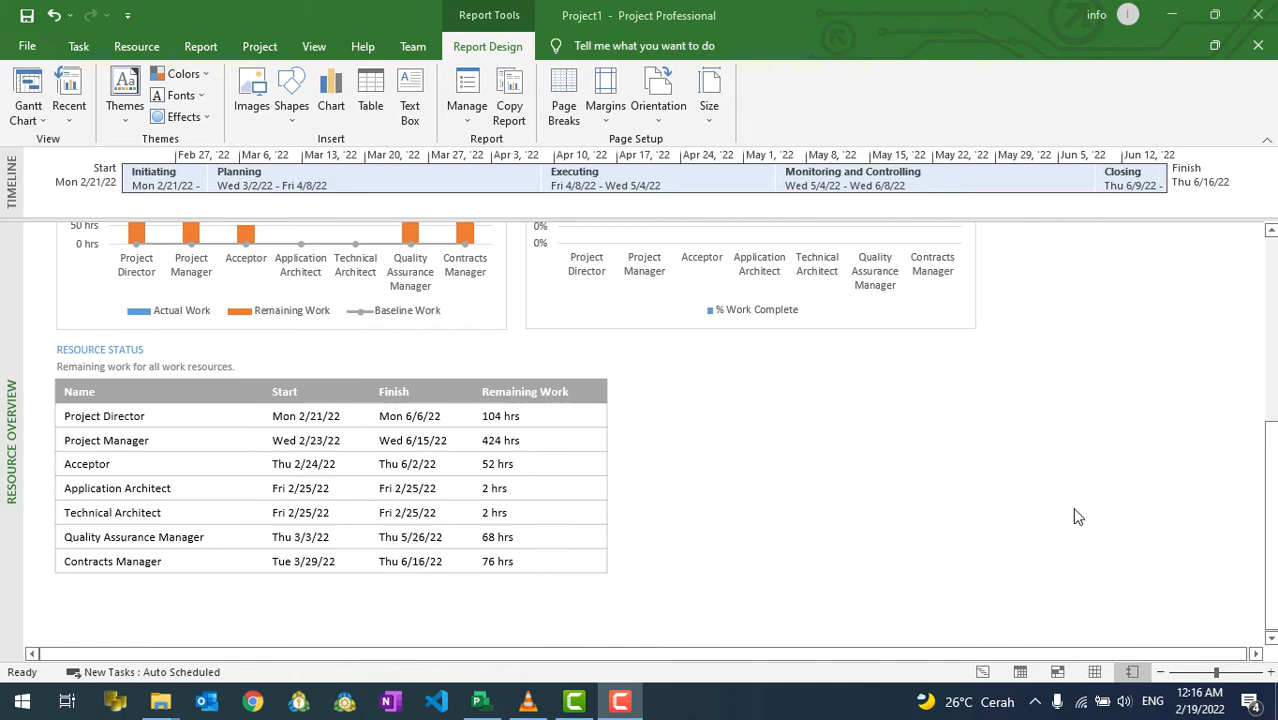 Report Tools
Project1 - Project Professional
info
I
File Task Resource Report Project View Help Team Report Design Tell me what you want to do
Gantt Chart
Recent
View
Aa
Themes
Colors
Fonts
Effects
Themes
Images
Shapes
Chart
Table
Text Box
Insert
Manage
Copy Report
Report
Page Breaks
Margins
Orientation
Size
Page Setup
TIMELINE
Feb 27, '22 Mar 6, '22 Mar 13, '22 Mar 20, '22 Mar 27, '22 Apr 3, '22 Apr 10, '22 Apr 17, '22 Apr 24, '22 May 1, '22 May 8, '22 May 15, '22 May 22, '22 May 29, '22 Jun 5, '22 Jun 12, '22
Start
Mon 2/21/22
Initiating
Mon 2/21/22 -
Planning
Wed 3/2/22 - Fri 4/8/22
Executing
Fri 4/8/22 - Wed 5/4/22
Monitoring and Controlling
Wed 5/4/22 - Wed 6/8/22
Closing
Thu 6/9/22 -
Finish
Thu 6/16/22
RESOURCE OVERVIEW
50 hrs
0 hrs
Project Director
Project Manager
Acceptor
Application Architect
Technical Architect
Quality Assurance Manager
Contracts Manager
Actual Work Remaining Work Baseline Work
0%
0%
Project Director
Project Manager
Acceptor
Application Architect
Technical Architect
Quality Assurance Manager
Contracts Manager
% Work Complete
RESOURCE STATUS
Remaining work for all work resources.
Name Start Finish Remaining Work
Project Director Mon 2/21/22 Mon 6/6/22 104 hrs
Project Manager Wed 2/23/22 Wed 6/15/22 424 hrs
Acceptor Thu 2/24/22 Thu 6/2/22 52 hrs
Application Architect Fri 2/25/22 Fri 2/25/22 2 hrs
Technical Architect Fri 2/25/22 Fri 2/25/22 2 hrs
Quality Assurance Manager Thu 3/3/22 Thu 5/26/22 68 hrs
Contracts Manager Tue 3/29/22 Thu 6/16/22 76 hrs
Ready New Tasks : Auto Scheduled
26°C Cerah
ENG
12:16 AM
2/19/2022
4